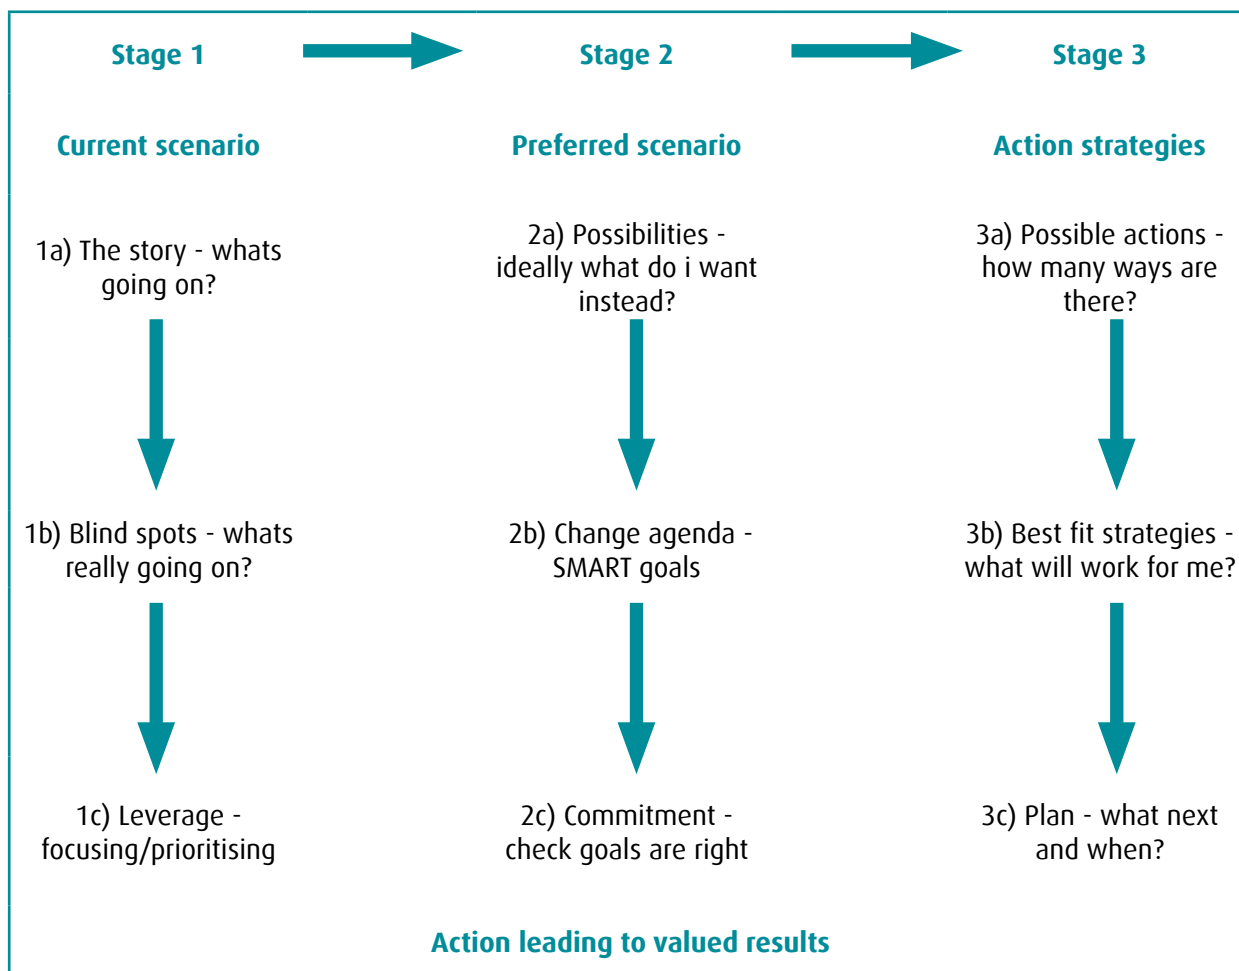 Stage 1
Stage 2
Stage 3
Current scenario
Preferred scenario
Action strategies
1a) The story - whats
going on?
2a) Possibilities -
ideally what do i want
instead?
3a) Possible actions -
how many ways are
there?
1b) Blind spots - whats
really going on?
2b) Change agenda -
SMART goals
3b) Best fit strategies -
what will work for me?
1c) Leverage -
focusing/prioritising
2c) Commitment -
check goals are right
3c) Plan - what next
and when?
Action leading to valued results